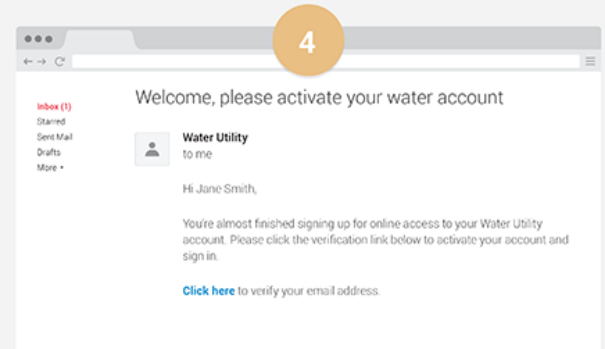 4
Inbox (1)
Starred
Sent Mail
Drafts
More
Welcome, please activate your water account
Water Utility
to me
Hi Jane Smith,
You're almost finished signing up for online access to your Water Utility
account. Please click the verification link below to activate your account and
sign in.
Click here to verify your email address.